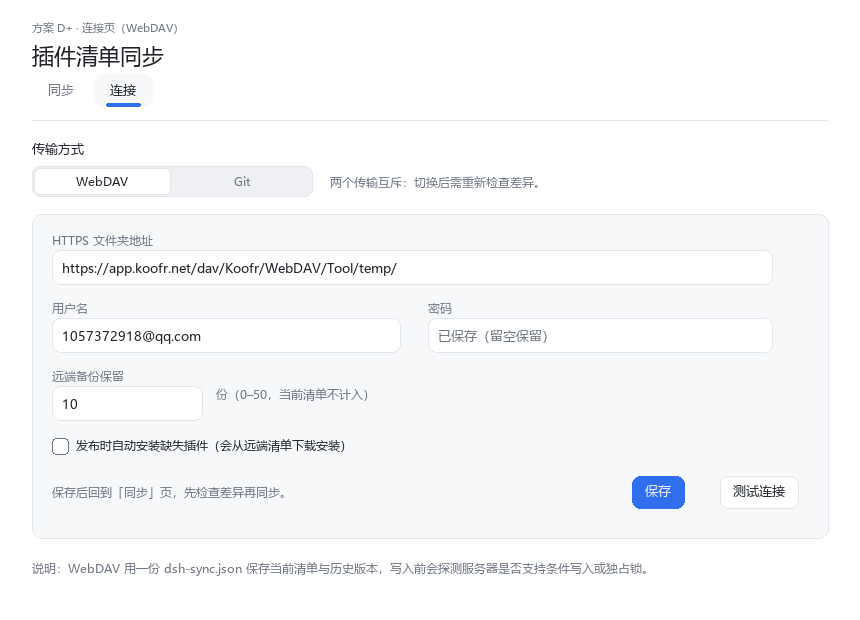 方案 D+ · 连接页（WebDAV）
插件清单同步
同步 连接
传输方式
WebDAV Git 两个传输互斥：切换后需重新检查差异。
HTTPS 文件夹地址
https://app.koofr.net/dav/Koofr/WebDAV/Tool/temp/
用户名 密码
1057372918@qq.com 已保存（留空保留）
远端备份保留
10 份（0–50，当前清单不计入）
发布时自动安装缺失插件（会从远端清单下载安装）
保存后回到「同步」页，先检查差异再同步。 保存 测试连接
说明：WebDAV 用一份 dsh-sync.json 保存当前清单与历史版本，写入前会探测服务器是否支持条件写入或独占锁。